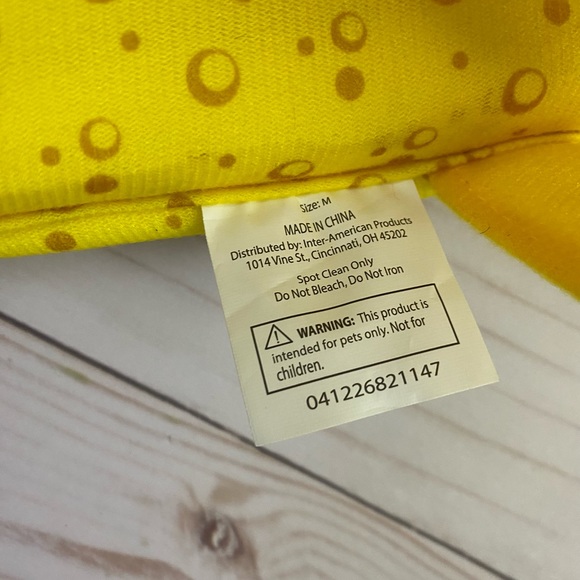 Size: M
MADE IN CHINA
Distributed by: Inter-American Products
1014 Vine St., Cincinnati, OH 45202
Spot Clean Only
Do Not Bleach, Do Not Iron
WARNING: This product is
intended for pets only. Not for
children.
041226821147